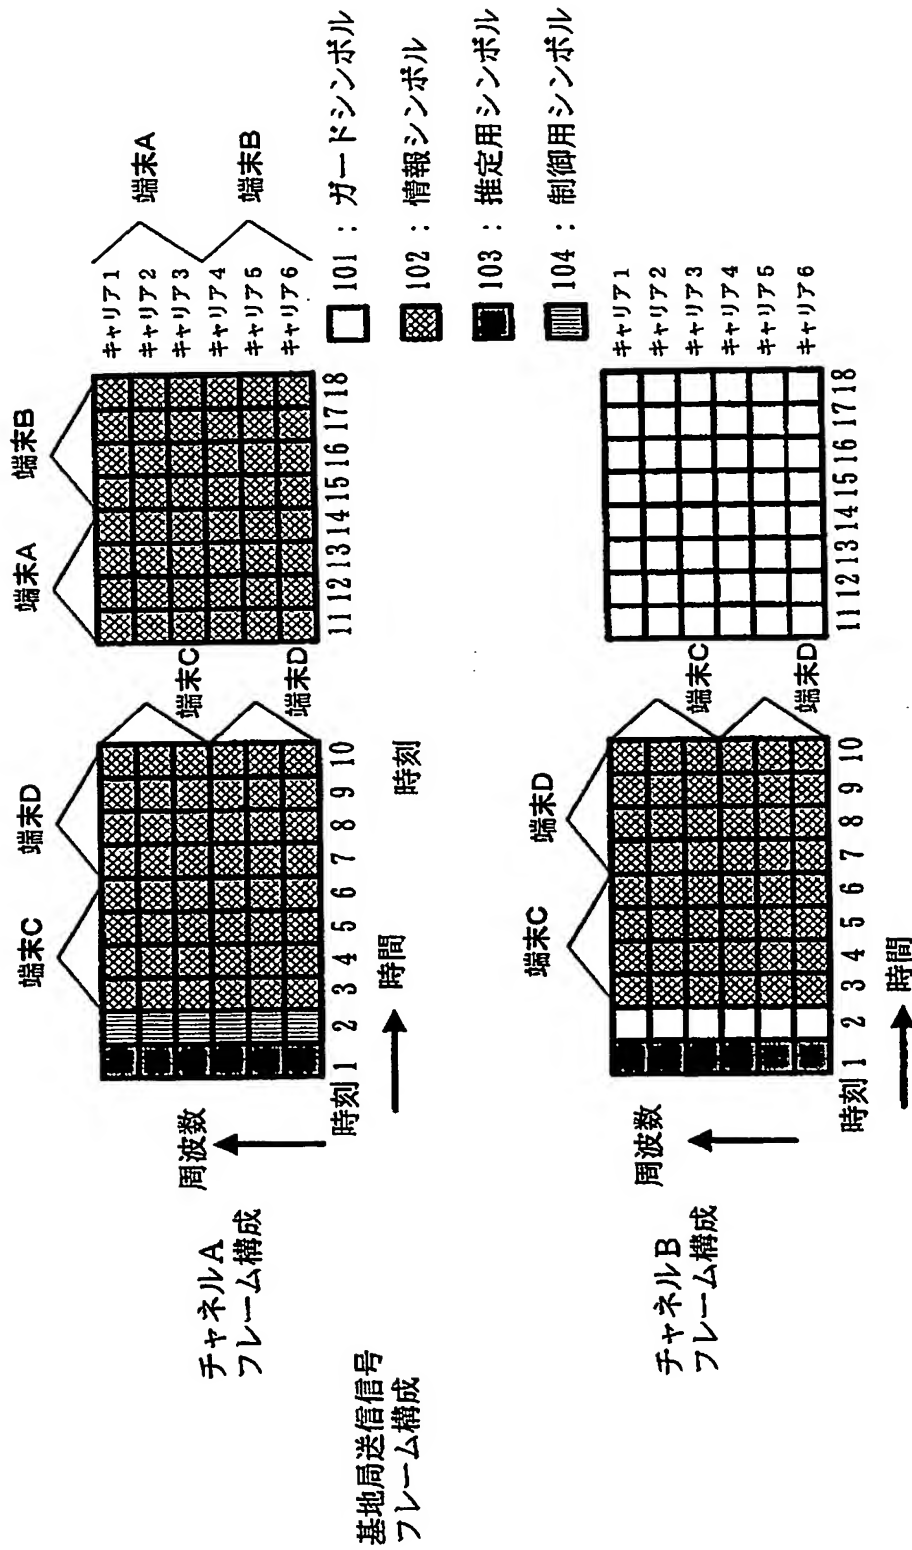 基地局送信信号
フレーム構成
チャネルA
フレーム構成
周波数
端末C
端末D
端末A
端末B
端末C
端末D
キャリア1
キャリア2
キャリア3
キャリア4
キャリア5
キャリア6
端末A
端末B
時刻 1 2 3 4 5 6 7 8 9 10
11 12 13 14 15 16 17 18
時間
時刻
101 : ガードシンボル
102 : 情報シンボル
103 : 推定用シンボル
104 : 制御用シンボル
チャネルB
フレーム構成
周波数
端末C
端末D
端末C
端末D
キャリア1
キャリア2
キャリア3
キャリア4
キャリア5
キャリア6
時刻 1 2 3 4 5 6 7 8 9 10
11 12 13 14 15 16 17 18
時間